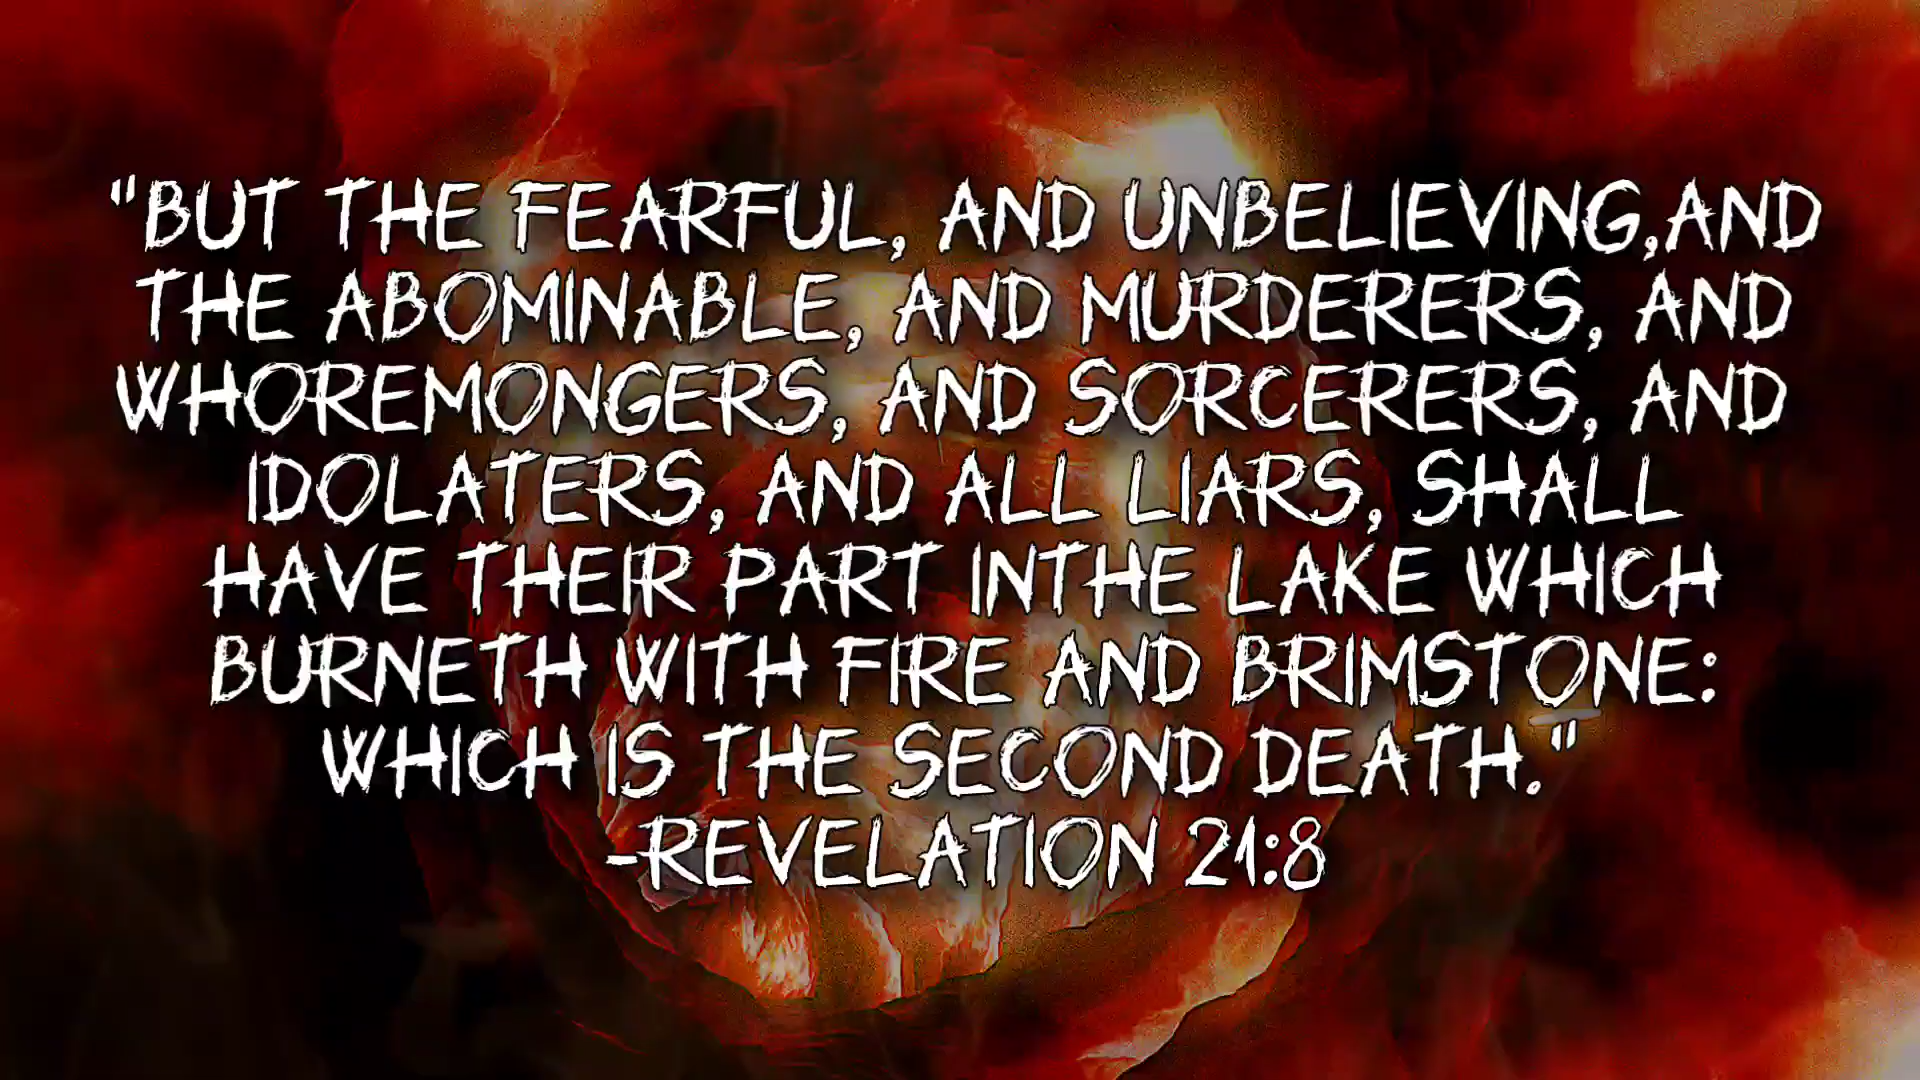 "BUT THE FEARFUL, AND UNBELIEVING,AND
THE ABOMINABLE, AND MURDERERS, AND
WHOREMONGERS, AND SORCERERS, AND
IDOLATERS, AND ALL LIARS, SHALL
HAVE THEIR PART INTHE LAKE WHICH
BURNETH WITH FIRE AND BRIMSTONE:
WHICH IS THE SECOND DEATH."
-REVELATION 21:8